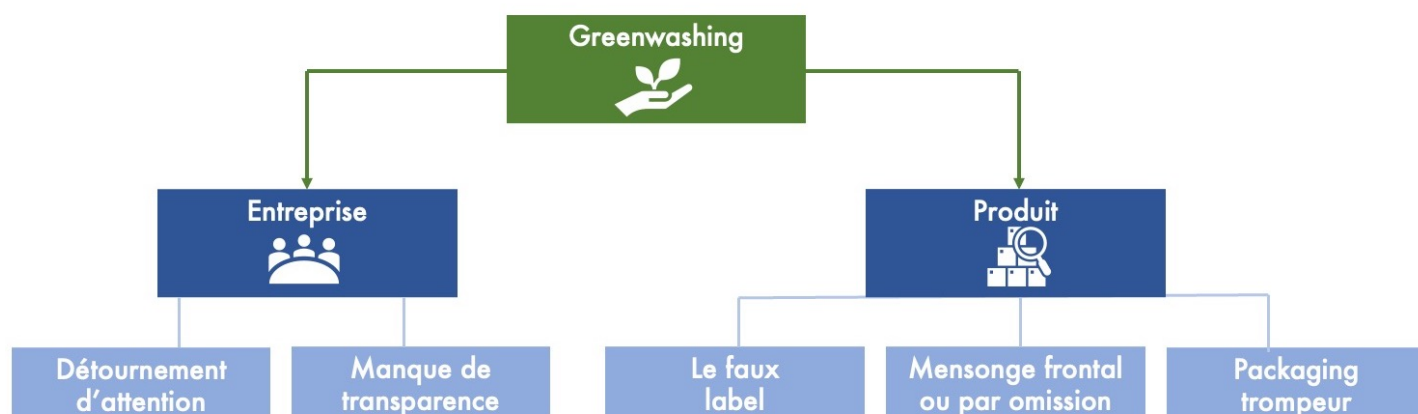 Greenwashing
Entreprise
Produit
Détournement
d'attention
Manque de
transparence
Le faux
label
Mensonge frontal
ou par omission
Packaging
trompeur